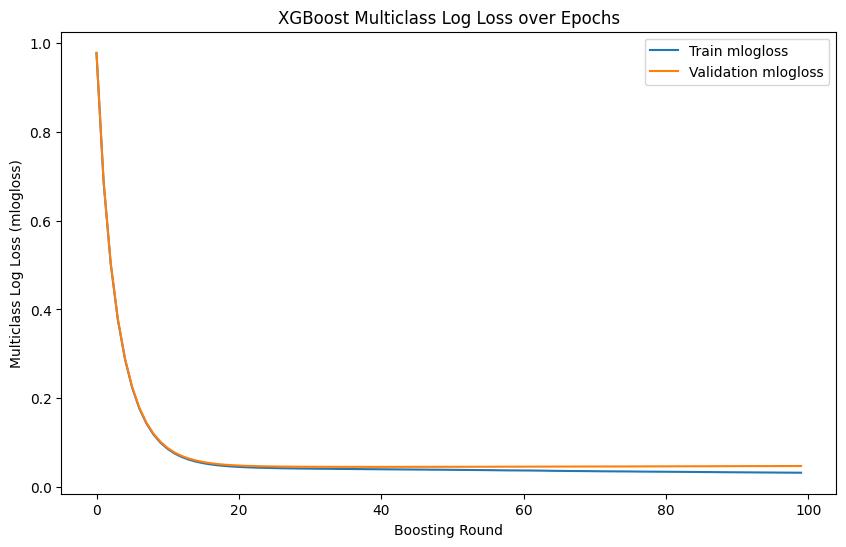 XGBoost Multiclass Log Loss over Epochs
Train mlogloss
Validation mlogloss
Multiclass Log Loss (mlogloss)
1.0
0.8
0.6
0.4
0.2
0.0
0 20 40 60 80 100
Boosting Round